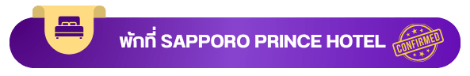 พักที่ SAPPORO PRINCE HOTEL
CONFIRMED